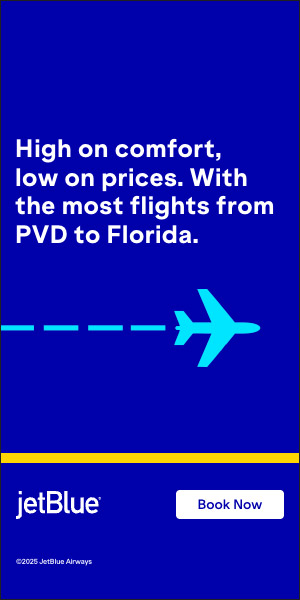 High on comfort,
low on prices. With
the most flights from
PVD to Florida.
jetBlue
Book Now
©2025 JetBlue Airways